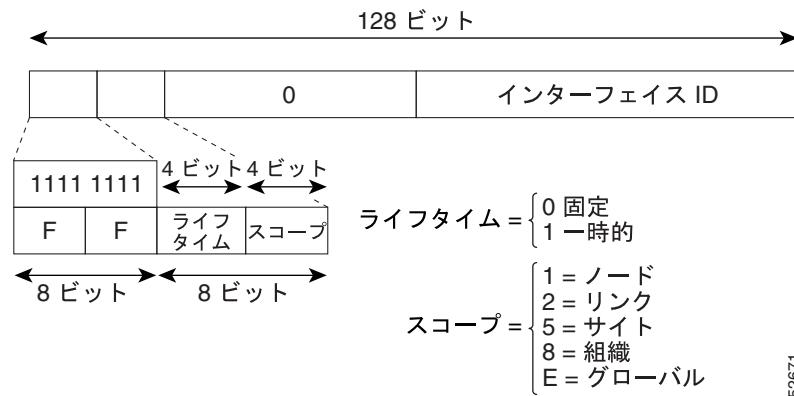 128 ビット
0
インターフェイス ID
4 ビット 4 ビット
1111 1111
F F ライフ
タイム スコープ
8 ビット 8 ビット
ライフタイム = 0 固定
1 一時的
スコープ = 1 = ノード
2 = リンク
5 = サイト
8 = 組織
E = グローバル
52671